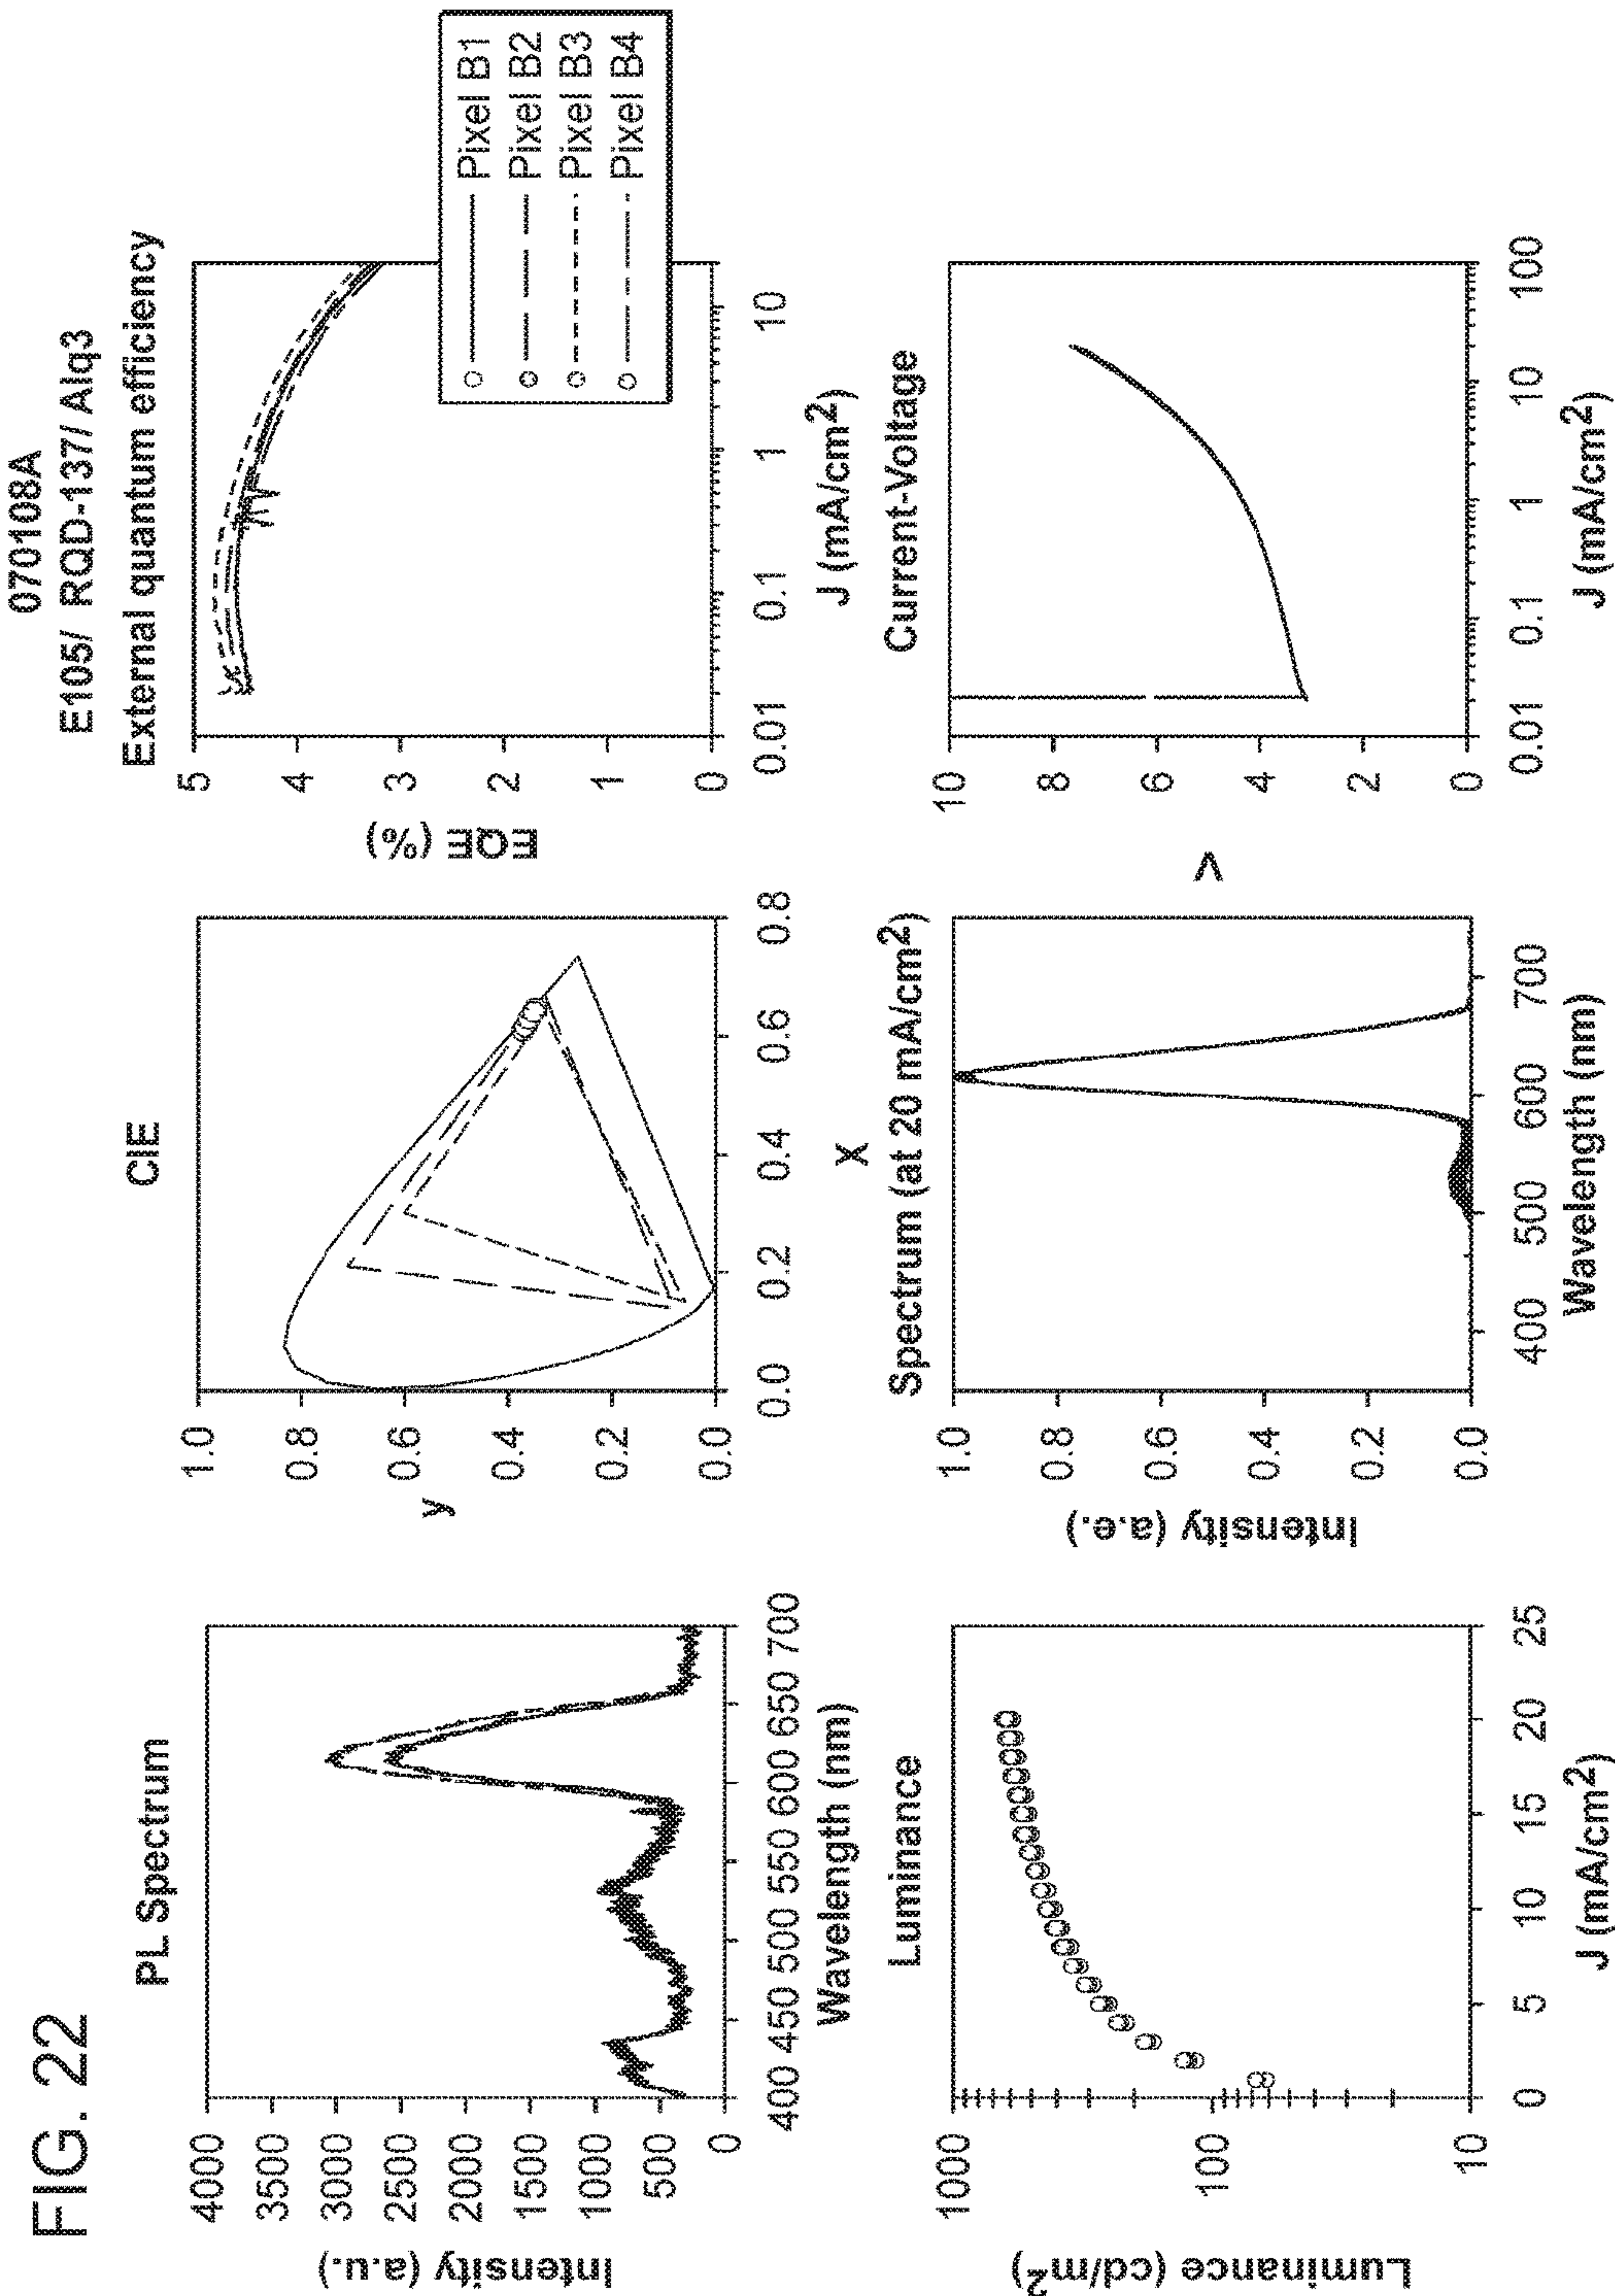 FIG. 22
070108A
E105/ RQD-137/ Alq3
PL Spectrum
4000
3500
3000
2500
2000
1500
1000
500
0
Intensity (a.u.)
400 450 500 550 600 650 700
Wavelength (nm)
CIE
1.0
0.8
0.6
0.4
0.2
0.0
y
0.0 0.2 0.4 0.6 0.8
X
External quantum efficiency
5
4
3
2
1
0
EQE (%)
0.01 0.1 1 10
J (mA/cm2)
Pixel B1
Pixel B2
Pixel B3
Pixel B4
Luminance
1000
100
10
Luminance (cd/m2)
0 5 10 15 20 25
J (mA/cm2)
Spectrum (at 20 mA/cm2)
1.0
0.8
0.6
0.4
0.2
0.0
Intensity (a.e.)
400 500 600 700
Wavelength (nm)
Current-Voltage
10
8
6
4
2
0
V
0.01 0.1 1 10 100
J (mA/cm2)